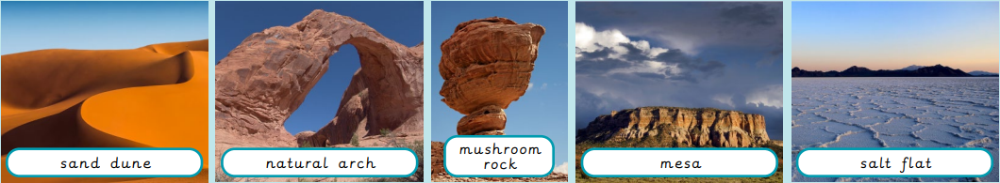 sand dune
natural arch
mushroom
rock
mesa
salt flat